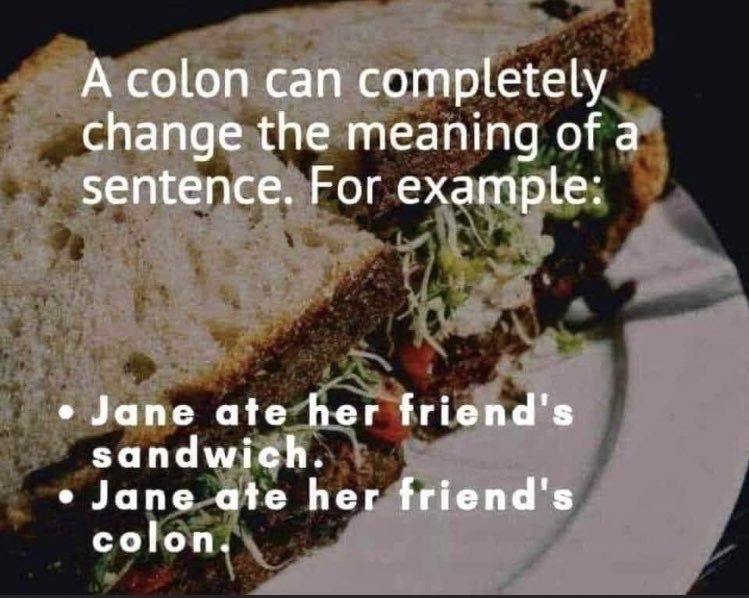 A colon can completely
change the meaning of a
sentence. For example:
• Jane ate her friend's
sandwich.
• Jane ate her friend's
colon.